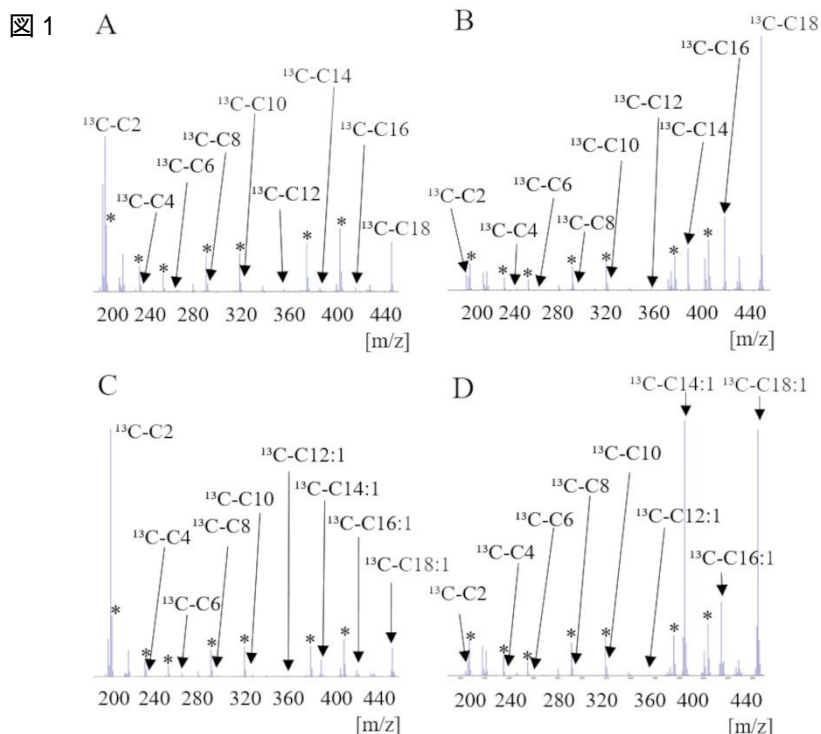 図 1
A
¹³C-C2
¹³C-C4
¹³C-C6
¹³C-C8
¹³C-C10
¹³C-C12
¹³C-C14
¹³C-C16
¹³C-C18
* * * * * *
200 240 280 320 360 400 440
[m/z]
B
¹³C-C2
¹³C-C4
¹³C-C6
¹³C-C8
¹³C-C10
¹³C-C12
¹³C-C14
¹³C-C16
¹³C-C18
* * * * * * *
200 240 280 320 360 400 440
[m/z]
C
¹³C-C2
¹³C-C4
¹³C-C6
¹³C-C8
¹³C-C10
¹³C-C12:1
¹³C-C14:1
¹³C-C16:1
¹³C-C18:1
* * * * * * *
200 240 280 320 360 400 440
[m/z]
D
¹³C-C2
¹³C-C4
¹³C-C6
¹³C-C8
¹³C-C10
¹³C-C12:1
¹³C-C14:1
¹³C-C16:1
¹³C-C18:1
* * * * * * *
200 240 280 320 360 400 440
[m/z]